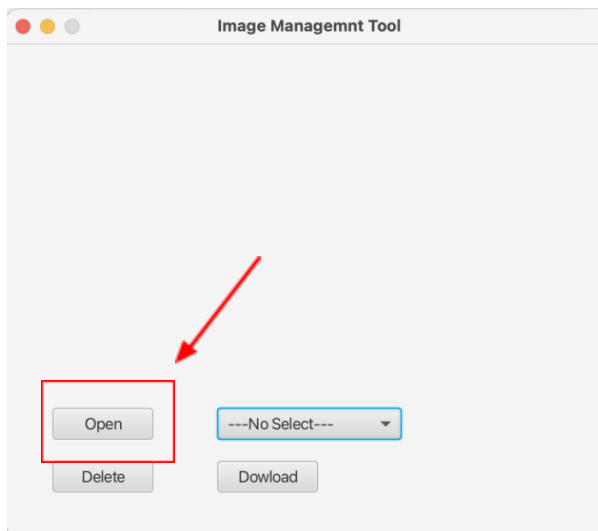 Image Managemnt Tool
Open
---No Select---
Delete
Dowload